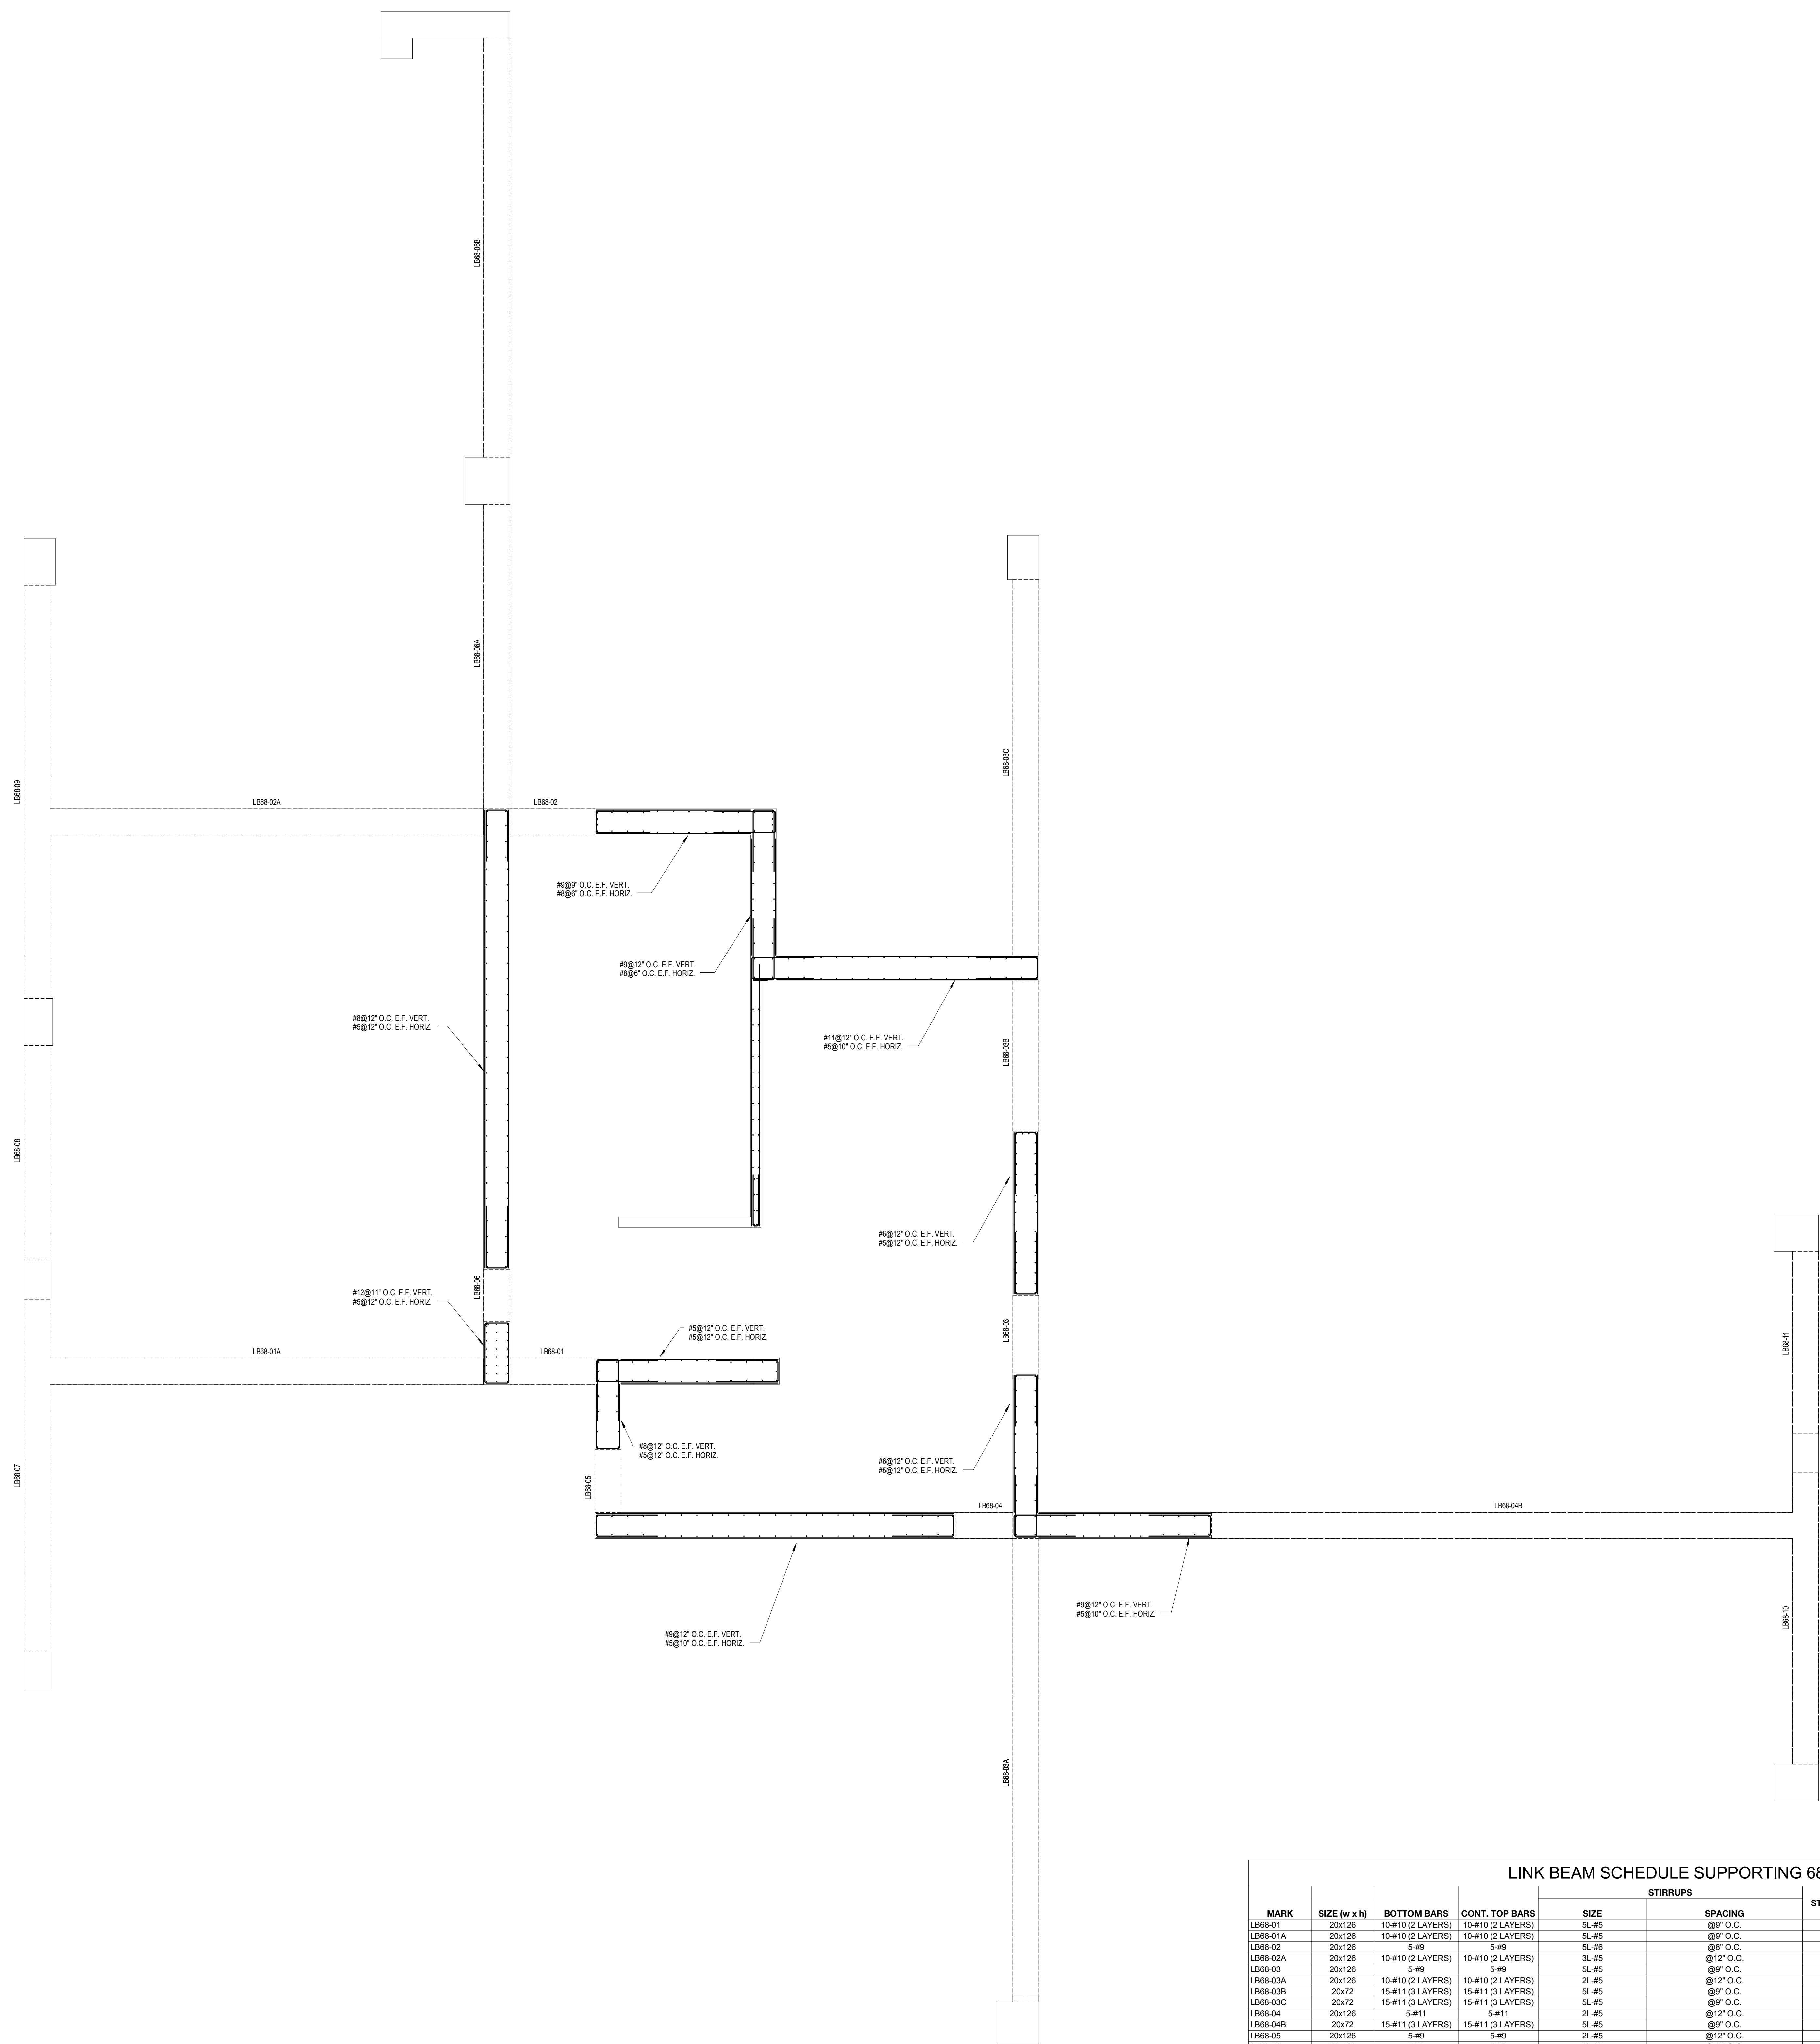 LB68-06B
LB68-06A
LB68-03C
LB68-09
LB68-02A
LB68-02
#9@9" O.C. E.F. VERT.
#8@6" O.C. E.F. HORIZ.
#9@12" O.C. E.F. VERT.
#8@6" O.C. E.F. HORIZ.
#8@12" O.C. E.F. VERT.
#5@12" O.C. E.F. HORIZ.
#11@12" O.C. E.F. VERT.
#5@10" O.C. E.F. HORIZ.
LB68-03B
LB68-08
#6@12" O.C. E.F. VERT.
#5@12" O.C. E.F. HORIZ.
LB68-06
#12@11" O.C. E.F. VERT.
#5@12" O.C. E.F. HORIZ.
#5@12" O.C. E.F. VERT.
#5@12" O.C. E.F. HORIZ.
LB68-03
LB68-11
LB68-01A
LB68-01
#8@12" O.C. E.F. VERT.
#5@12" O.C. E.F. HORIZ.
#6@12" O.C. E.F. VERT.
#5@12" O.C. E.F. HORIZ.
LB68-07
LB68-05
LB68-04
LB68-04B
#9@12" O.C. E.F. VERT.
#5@10" O.C. E.F. HORIZ.
#9@12" O.C. E.F. VERT.
#5@10" O.C. E.F. HORIZ.
LB68-10
LB68-03A
LINK BEAM SCHEDULE SUPPORTING 68
STIRRUPS
ST
MARK SIZE (w x h) BOTTOM BARS CONT. TOP BARS SIZE SPACING
LB68-01 20x126 10-#10 (2 LAYERS) 10-#10 (2 LAYERS) 5L-#5 @9" O.C.
LB68-01A 20x126 10-#10 (2 LAYERS) 10-#10 (2 LAYERS) 5L-#5 @9" O.C.
LB68-02 20x126 5-#9 5-#9 5L-#6 @8" O.C.
LB68-02A 20x126 10-#10 (2 LAYERS) 10-#10 (2 LAYERS) 3L-#5 @12" O.C.
LB68-03 20x126 5-#9 5-#9 5L-#5 @9" O.C.
LB68-03A 20x126 10-#10 (2 LAYERS) 10-#10 (2 LAYERS) 2L-#5 @12" O.C.
LB68-03B 20x72 15-#11 (3 LAYERS) 15-#11 (3 LAYERS) 5L-#5 @9" O.C.
LB68-03C 20x72 15-#11 (3 LAYERS) 15-#11 (3 LAYERS) 5L-#5 @9" O.C.
LB68-04 20x126 5-#11 5-#11 2L-#5 @12" O.C.
LB68-04B 20x72 15-#11 (3 LAYERS) 15-#11 (3 LAYERS) 5L-#5 @9" O.C.
LB68-05 20x126 5-#9 5-#9 2L-#5 @12" O.C.